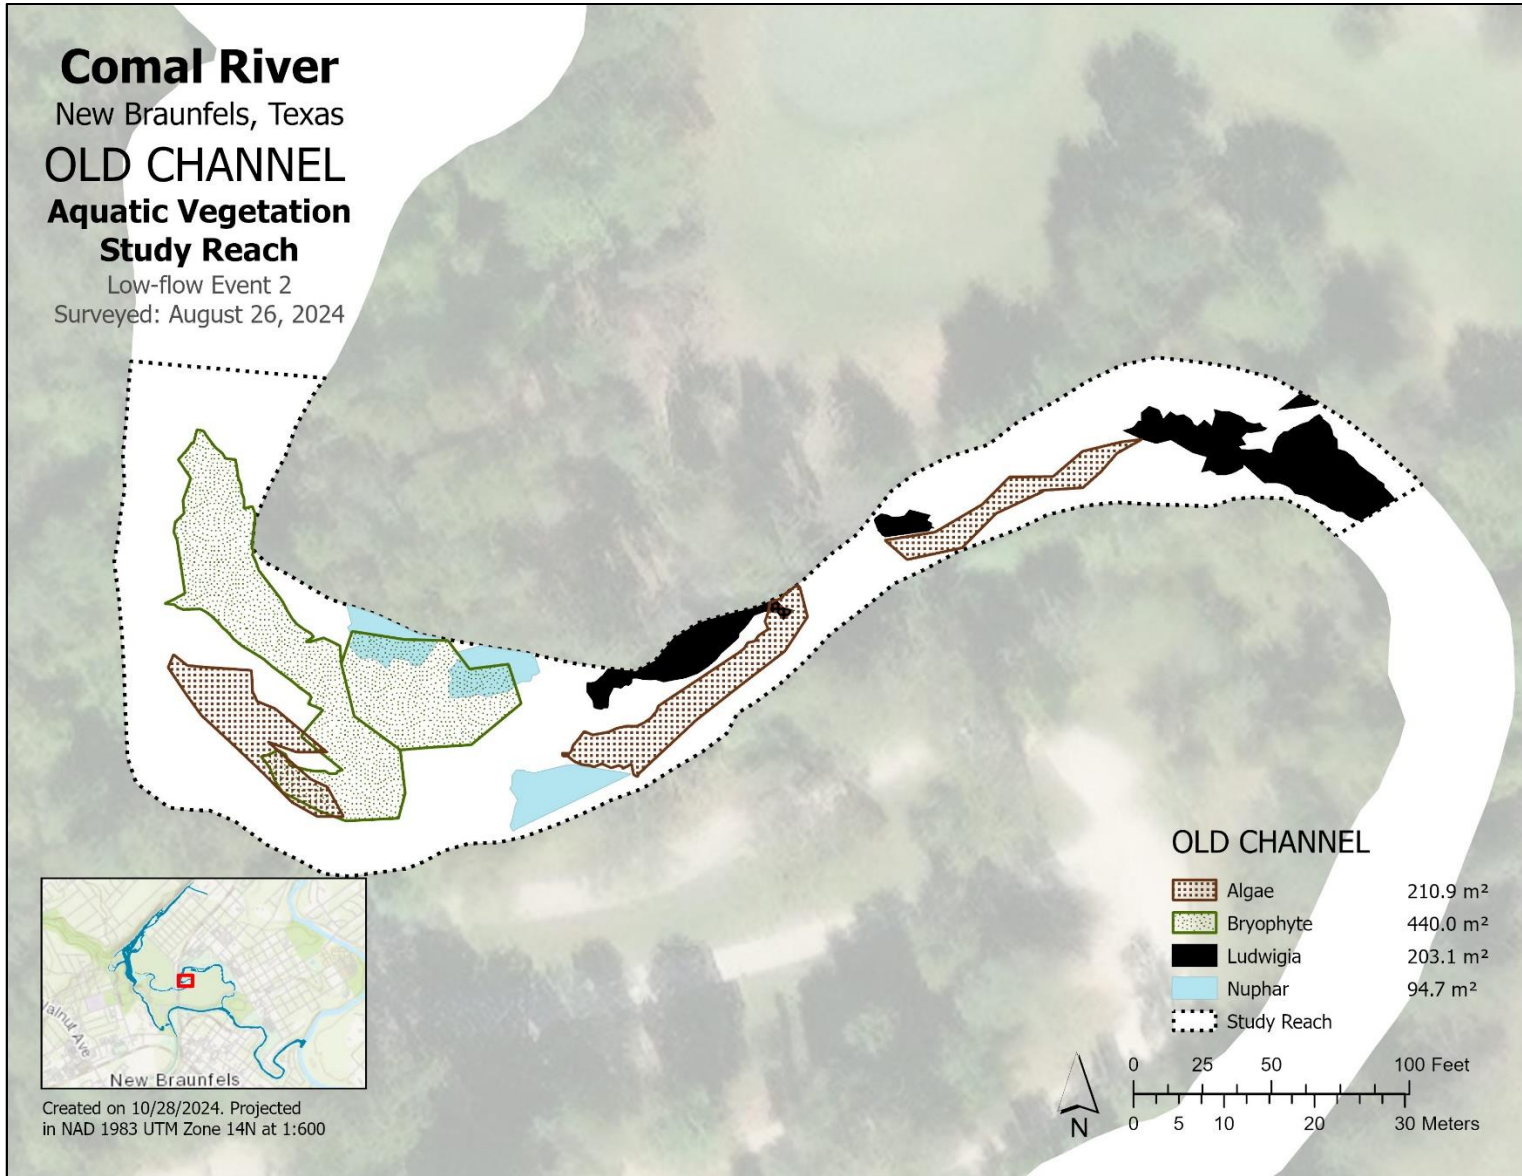 Comal River
New Braunfels, Texas
OLD CHANNEL
Aquatic Vegetation
Study Reach
Low-flow Event 2
Surveyed: August 26, 2024
OLD CHANNEL
Algae 210.9 m²
Bryophyte 440.0 m²
Ludwigia 203.1 m²
Nuphar 94.7 m²
Study Reach
0 25 50 100 Feet
0 5 10 20 30 Meters
N
Walnut Ave
New Braunfels
Created on 10/28/2024. Projected
in NAD 1983 UTM Zone 14N at 1:600